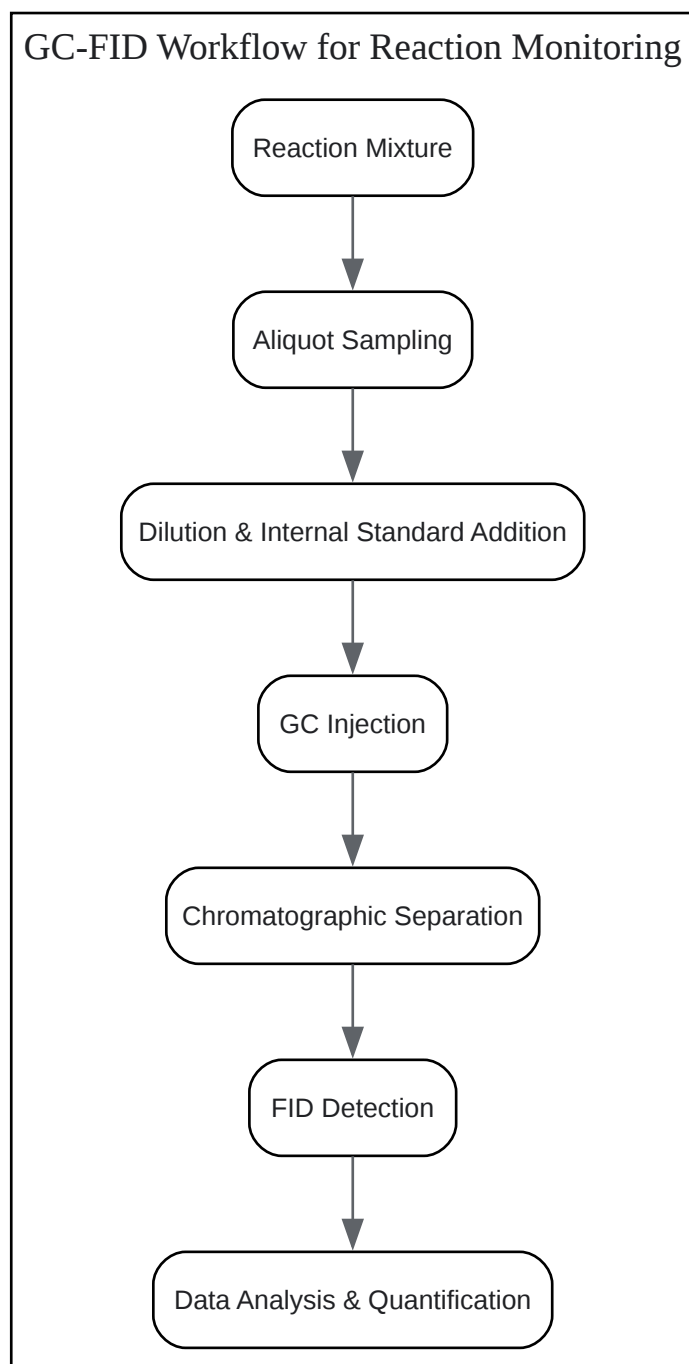 GC-FID Workflow for Reaction Monitoring
Reaction Mixture
Aliquot Sampling
Dilution & Internal Standard Addition
GC Injection
Chromatographic Separation
FID Detection
Data Analysis & Quantification